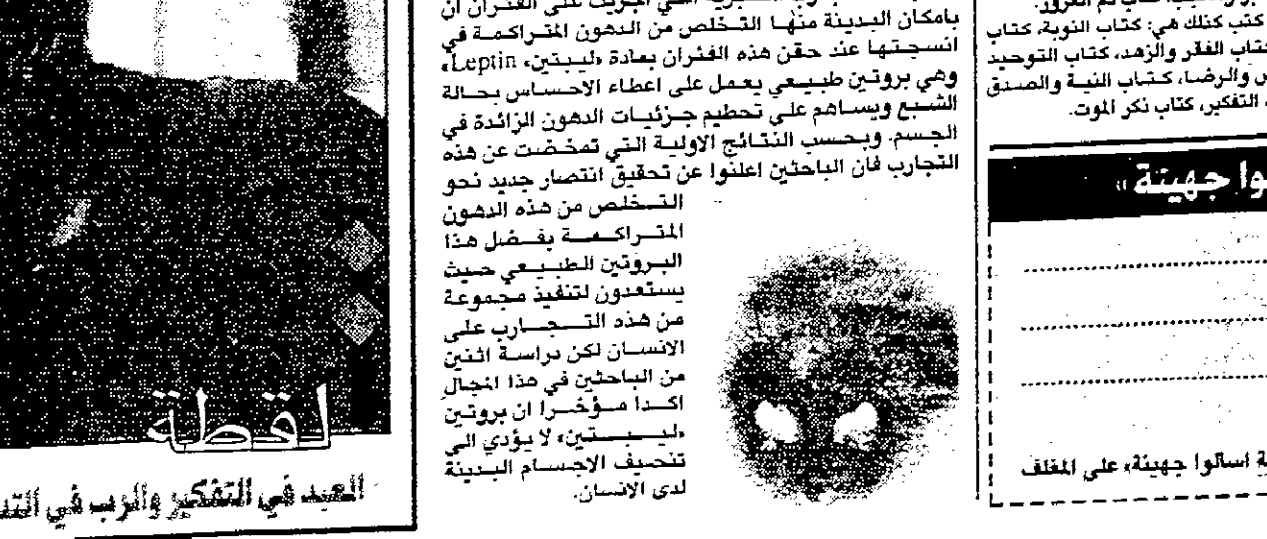 كتب كذلك هي: كتاب التوبة، كتاب
كتاب الفقر والزهد، كتاب التوحيد
والرضا، كتاب النية والصدق
التفكير، كتاب ذكر الموت.
جهينة »
اسالوا جهينة، على المغلف
التي اجريت على الفئران ان
بامكان البدينة منها التخلص من الدهون المتراكمة في
انسجتها عند حقن هذه الفئران بمادة «ليبتين، Leptin،
وهي بروتين طبيعي يعمل على اعطاء الاحساس بحالة
الشبع ويساهم على تحطيم جزئيات الدهون الزائدة في
الجسم. وبحسب النتائج الاولية التي تمخضت عن هذه
التجارب فان الباحثين اعلنوا عن تحقيق انتصار جديد نحو
التخلص من هذه الدهون
المتراكمة بفضل هذا
البروتين الطبيعي حيث
يستعدون لتنفيذ مجموعة
من هذه التجارب على
الانسان لكن دراسة اثنين
من الباحثين في هذا المجال
اكدا مؤخرا ان بروتين
«ليبتين» لا يؤدي الى
تنحيف الاجسام البدينة
لدى الانسان.
لقطة
العبد في التفكير والرب في